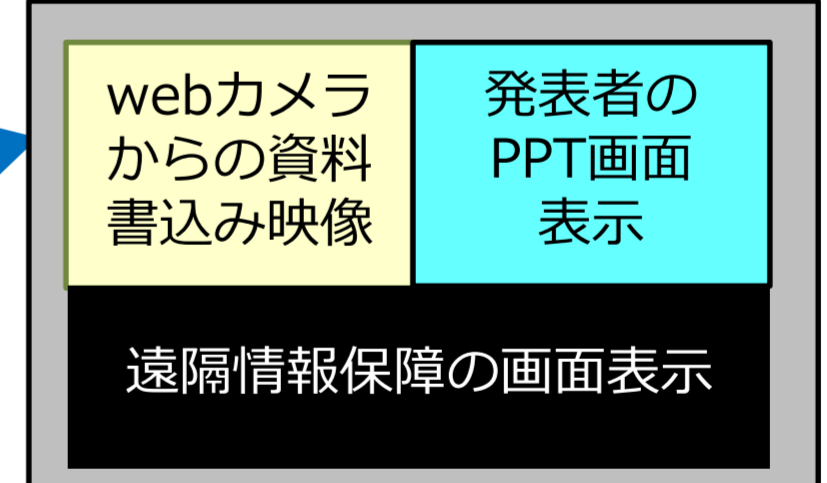 webカメラ
からの資料
書込み映像
発表者の
PPT画面
表示
遠隔情報保障の画面表示